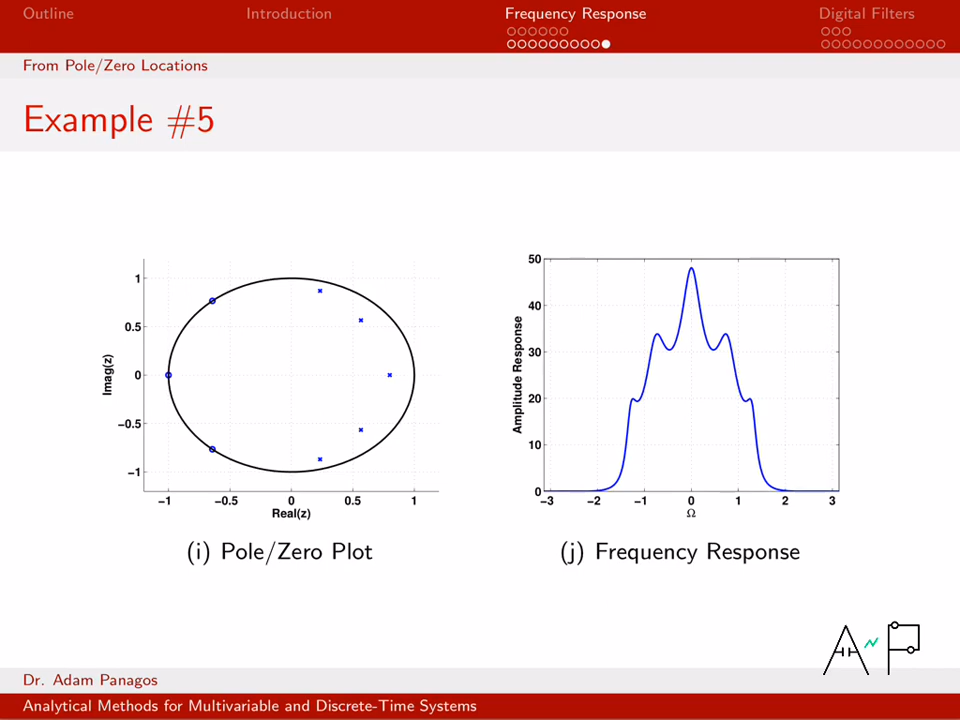 Outline Introduction Frequency Response Digital Filters
From Pole/Zero Locations
Example #5
1
0.5
0
−0.5
−1
Imag(z)
−1 −0.5 0 0.5 1
Real(z)
(i) Pole/Zero Plot
50
40
30
20
10
0
Amplitude Response
−3 −2 −1 0 1 2 3
Ω
(j) Frequency Response
A P
Dr. Adam Panagos
Analytical Methods for Multivariable and Discrete-Time Systems